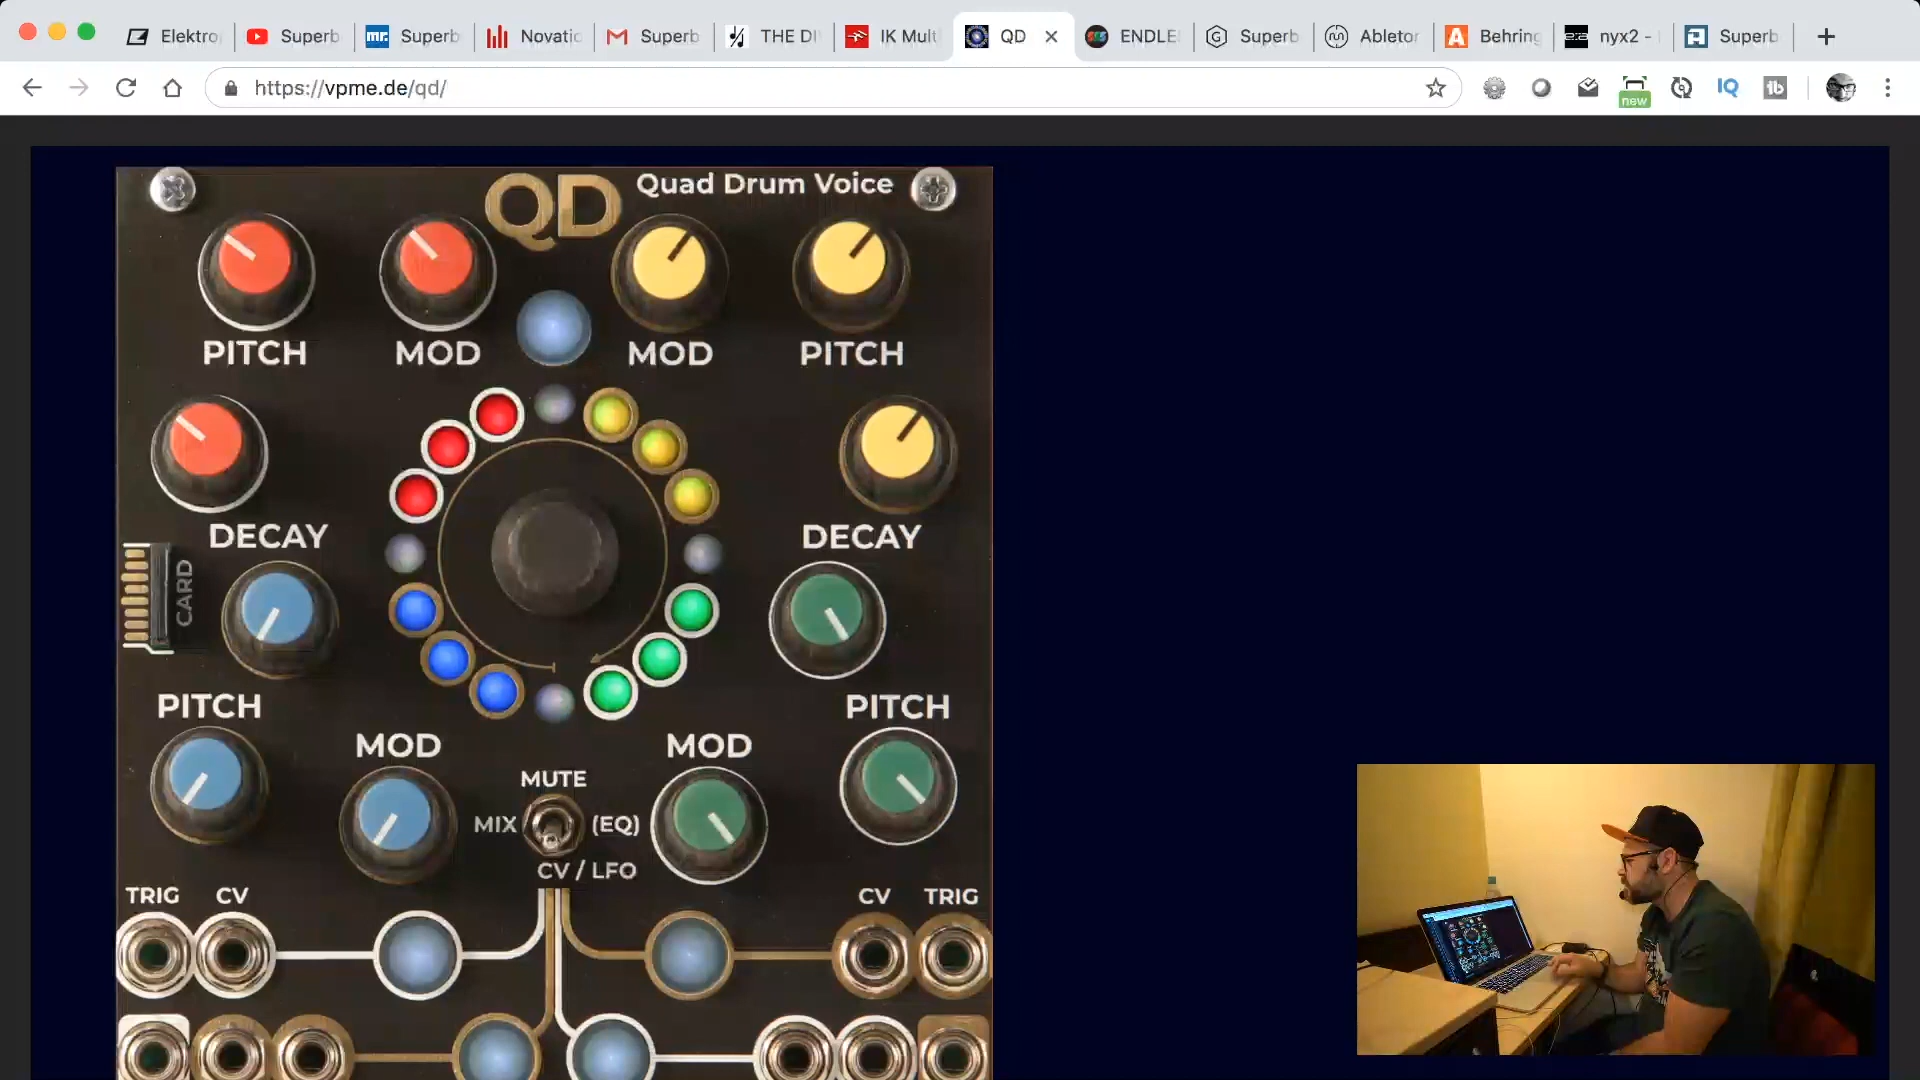 Elektro
Superb
Superb
Novatio
Superb
THE DI
IK Mult
QD
ENDLE
Superb
Ableton
Behring
nyx2 -
Superb
https://vpme.de/qd/
new
IQ
QD Quad Drum Voice
PITCH MOD MOD PITCH
DECAY DECAY
CARD
PITCH PITCH
MOD MOD
MUTE
MIX (EQ)
CV / LFO
TRIG CV CV TRIG